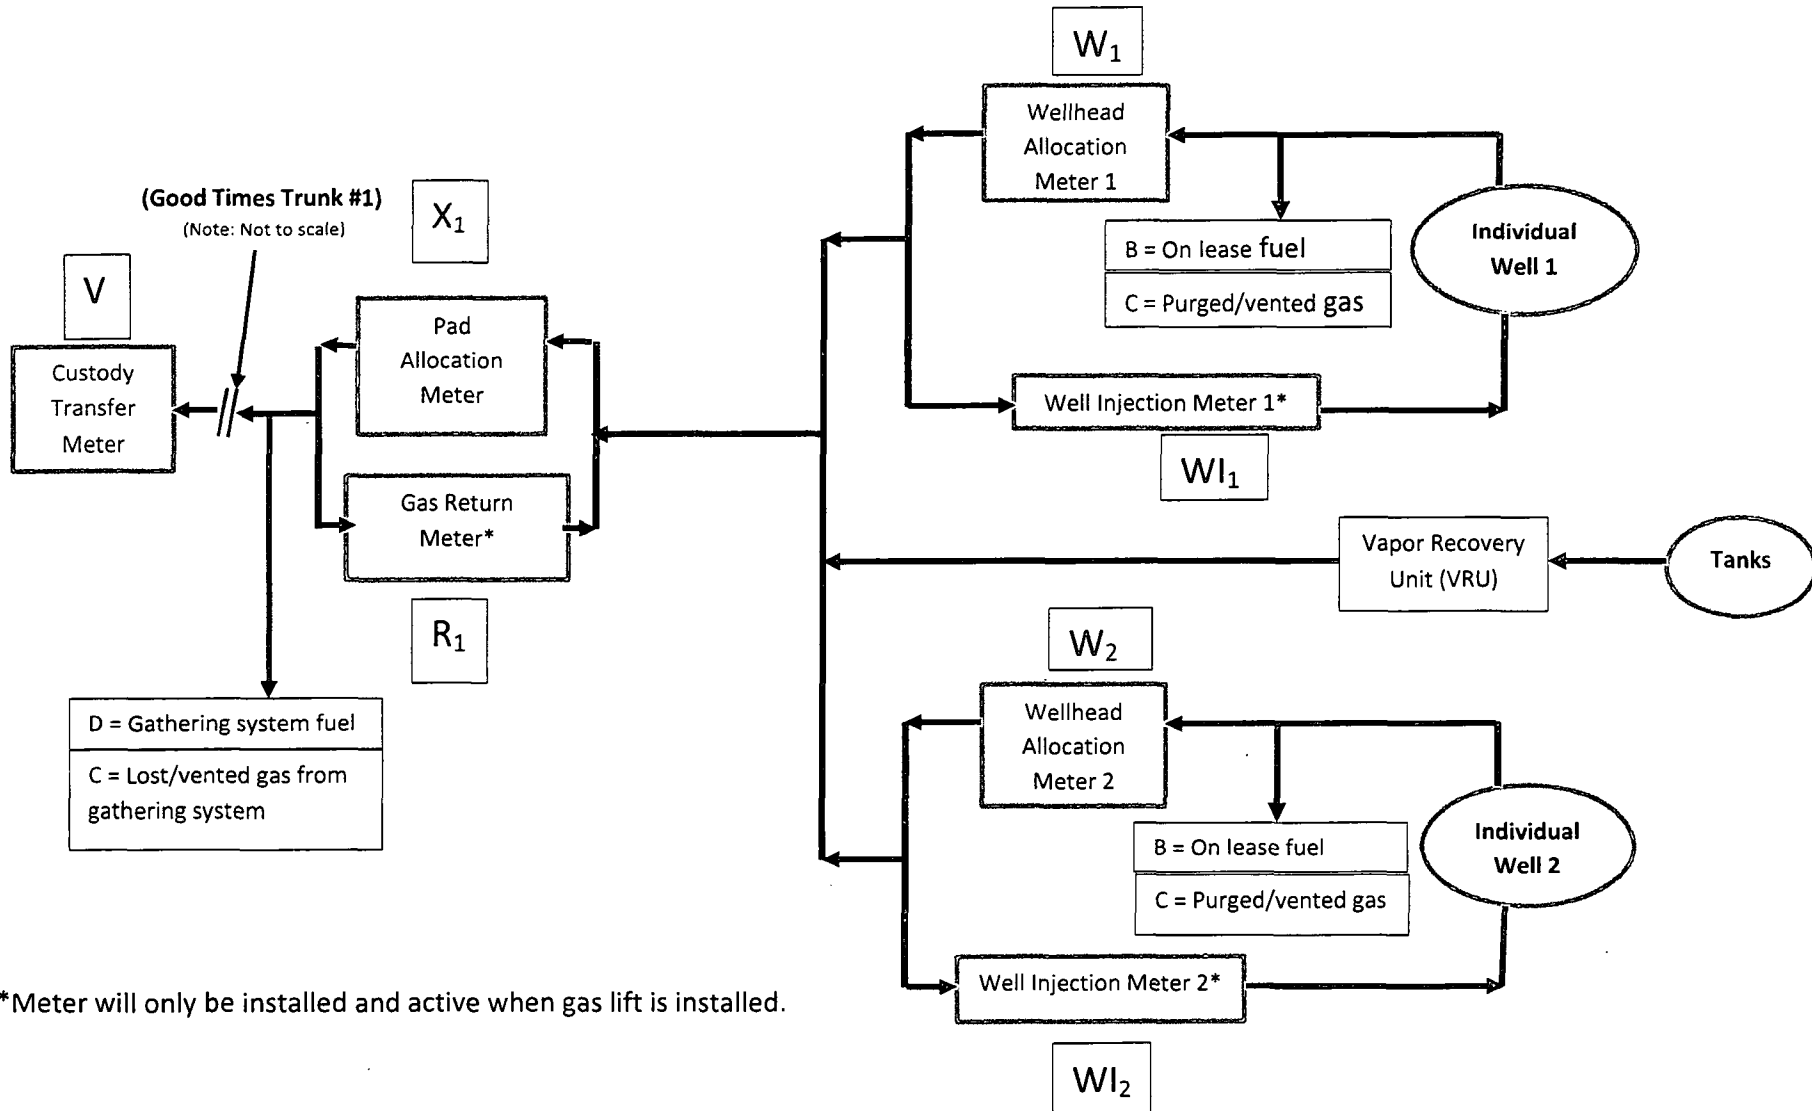 W₁
Wellhead
Allocation
Meter 1
(Good Times Trunk #1)
(Note: Not to scale)
X₁
B = On lease fuel
C = Purged/vented gas
Individual
Well 1
V
Custody
Transfer
Meter
Pad
Allocation
Meter
Well Injection Meter 1*
WI₁
Gas Return
Meter*
R₁
Vapor Recovery
Unit (VRU)
Tanks
W₂
D = Gathering system fuel
C = Lost/vented gas from
gathering system
Wellhead
Allocation
Meter 2
B = On lease fuel
C = Purged/vented gas
Individual
Well 2
Well Injection Meter 2*
*Meter will only be installed and active when gas lift is installed.
WI₂